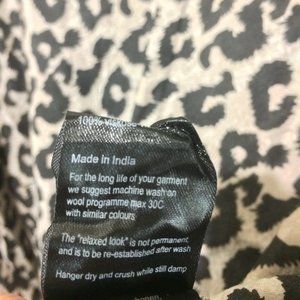 100% Viskose
Made in India
For the long life of your garment
we suggest machine wash on
wool programme max 30C
with similar colours
The "relaxed look" is not permanent,
and is to be re-established after
Hanger dry and crush while still damp